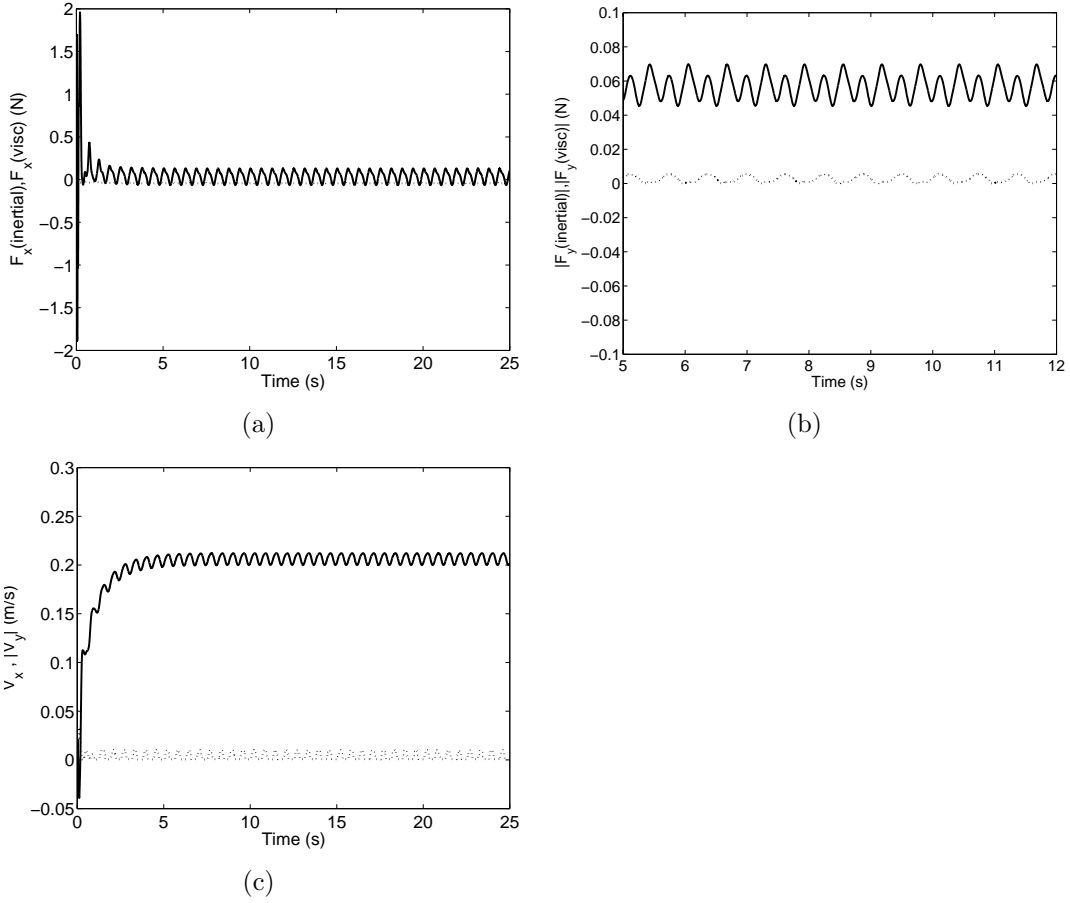 2
1.5
1
0.5
0
−0.5
−1
−1.5
−2
F_x(inertial),F_x(visc) (N)
0 5 10 15 20 25
Time (s)
(a)
0.1
0.08
0.06
0.04
0.02
0
−0.02
−0.04
−0.06
−0.08
−0.1
|F_y(inertial)|,|F_y(visc)| (N)
5 6 7 8 9 10 11 12
Time (s)
(b)
0.3
0.25
0.2
0.15
0.1
0.05
0
−0.05
V_x , |V_y| (m/s)
0 5 10 15 20 25
Time (s)
(c)